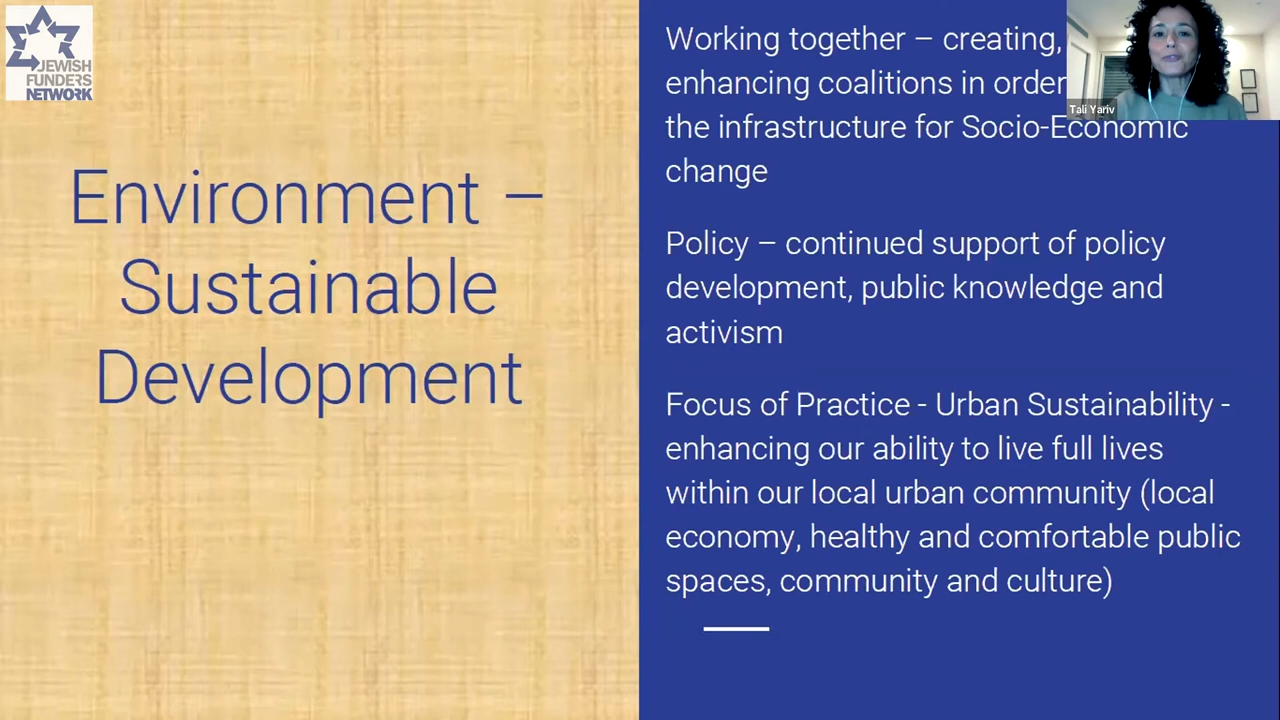 JEWISH
FUNDERS
NETWORK
Environment –
Sustainable
Development
Working together – creating,
enhancing coalitions in order
the infrastructure for Socio-Economic
change
Policy – continued support of policy
development, public knowledge and
activism
Focus of Practice - Urban Sustainability -
enhancing our ability to live full lives
within our local urban community (local
economy, healthy and comfortable public
spaces, community and culture)
Tali Yariv